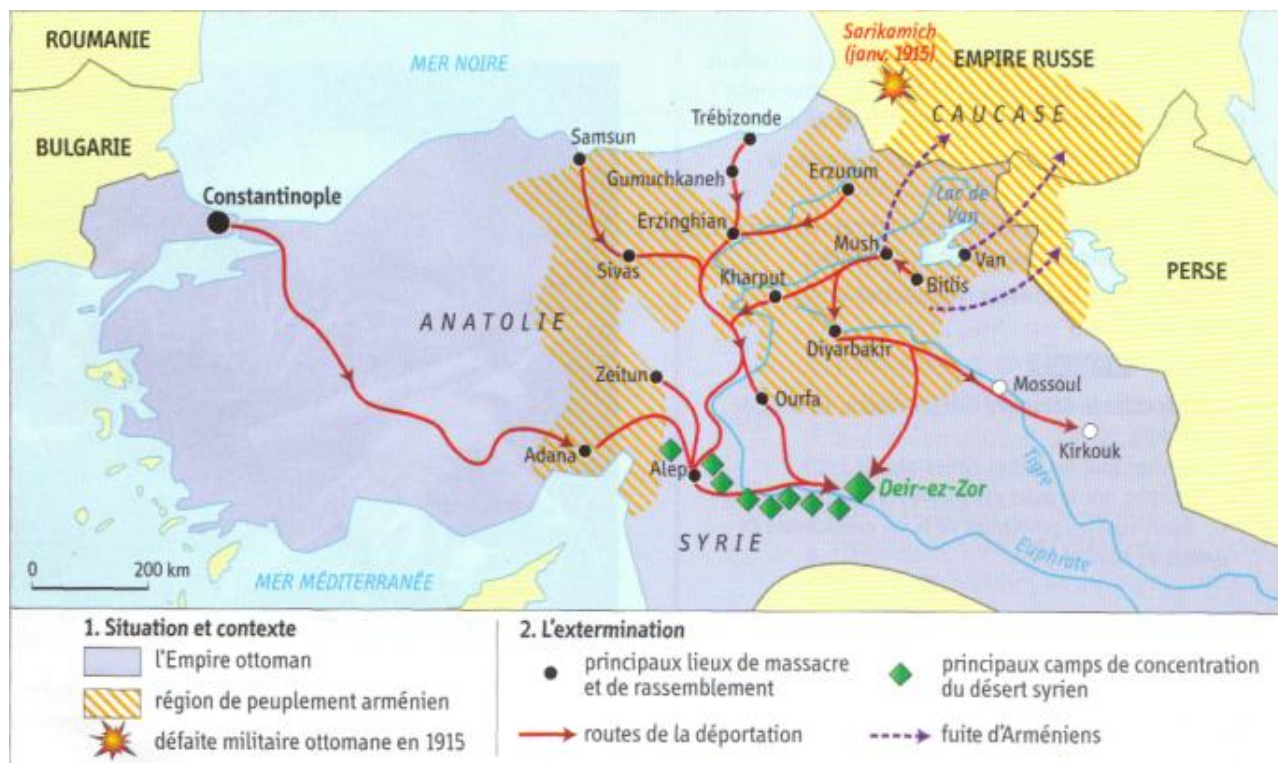 ROUMANIE
MER NOIRE
Sarikamich
(janv. 1915)
EMPIRE RUSSE
CAUCASE
BULGARIE
Constantinople
Samsun
Trébizonde
Gumuchkaneh
Erzurum
Erzinghian
Lac de
Van
Mush
Van
Sivas
Kharput
Bitlis
PERSE
ANATOLIE
Diyarbakir
Zeitun
Ourfa
Mossoul
Kirkouk
Adana
Alep
Deir-ez-Zor
Tigre
SYRIE
Euphrate
0 200 km
MER MÉDITERRANÉE
1. Situation et contexte
l'Empire ottoman
région de peuplement arménien
défaite militaire ottomane en 1915
2. L'extermination
principaux lieux de massacre
et de rassemblement
routes de la déportation
principaux camps de concentration
du désert syrien
fuite d'Arméniens